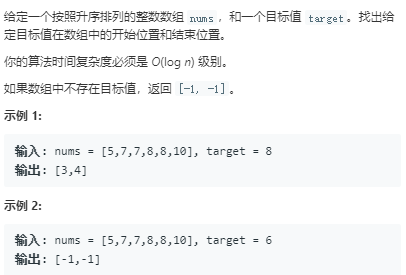 给定一个按照升序排列的整数数组 nums，和一个目标值 target。找出给
定目标值在数组中的开始位置和结束位置。
你的算法时间复杂度必须是 O(log n) 级别。
如果数组中不存在目标值，返回 [-1, -1]。
示例 1:
输入: nums = [5,7,7,8,8,10], target = 8
输出: [3,4]
示例 2:
输入: nums = [5,7,7,8,8,10], target = 6
输出: [-1,-1]